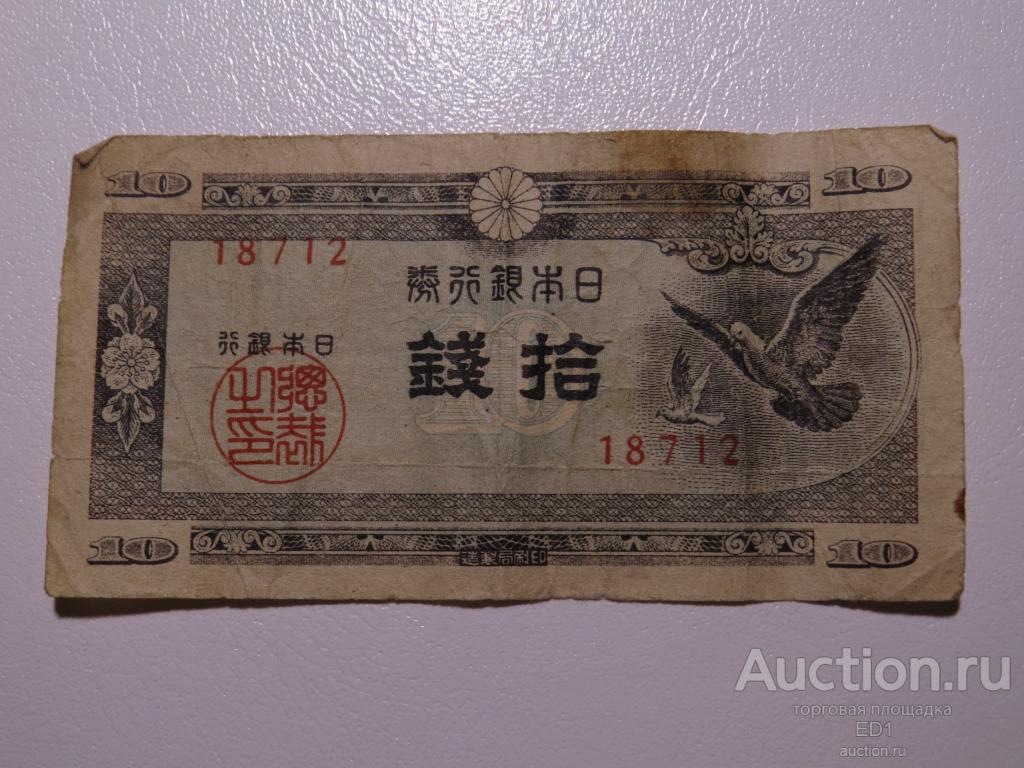 10 10
18712
券行銀本日
行銀本日
錢拾
總裁之印
18712
10 10
造製局刷印
Auction.ru
торговая площадка
ED1
auction.ru